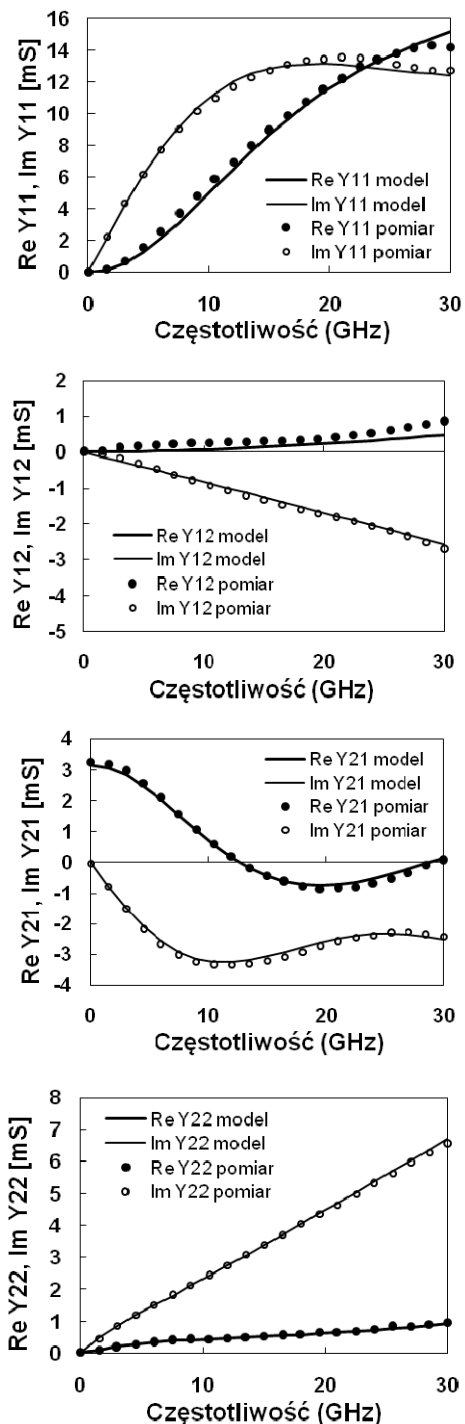 Re Y11, Im Y11 [mS]
16
14
12
10
8
6
4
2
0
Re Y11 model
Im Y11 model
Re Y11 pomiar
Im Y11 pomiar
0 10 20 30
Częstotliwość (GHz)
Re Y12, Im Y12 [mS]
2
1
0
-1
-2
-3
-4
-5
Re Y12 model
Im Y12 model
Re Y12 pomiar
Im Y12 pomiar
0 10 20 30
Częstotliwość (GHz)
Re Y21, Im Y21 [mS]
4
3
2
1
0
-1
-2
-3
-4
Re Y21 model
Im Y21 model
Re Y21 pomiar
Im Y21 pomiar
0 10 20 30
Częstotliwość (GHz)
Re Y22, Im Y22 [mS]
8
7
6
5
4
3
2
1
0
Re Y22 model
Im Y22 model
Re Y22 pomiar
Im Y22 pomiar
0 10 20 30
Częstotliwość (GHz)